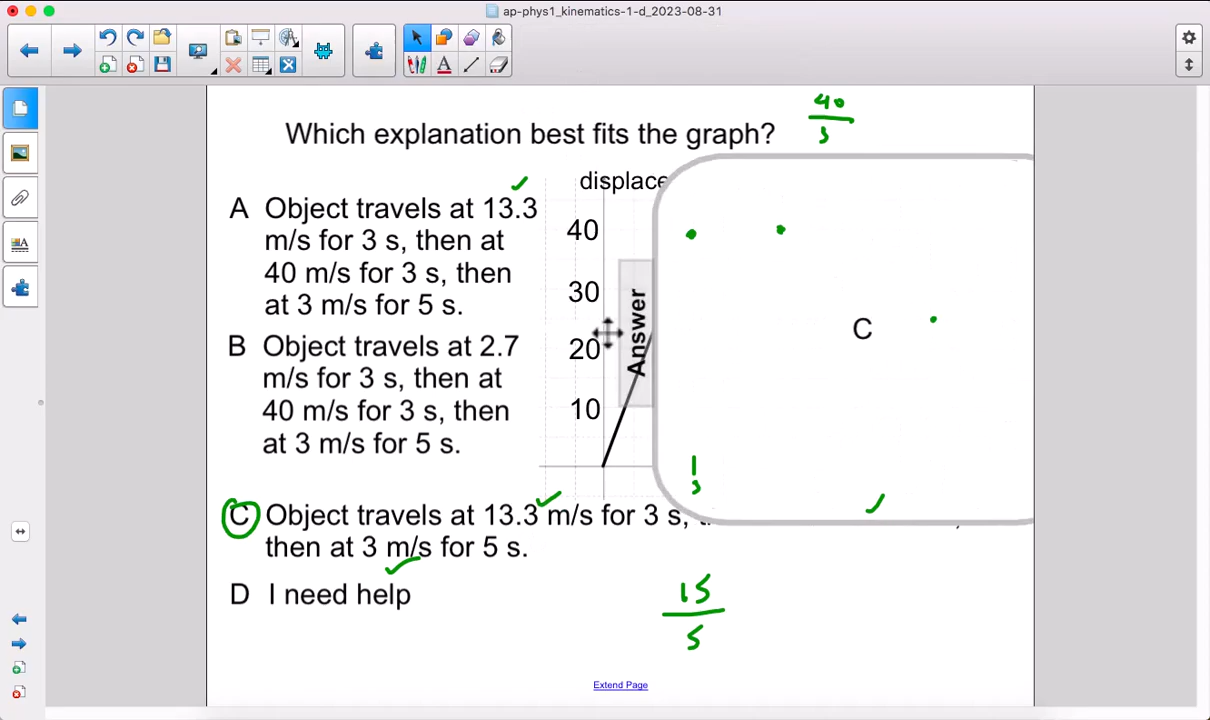 ap-phys1_kinematics-1-d_2023-08-31
Which explanation best fits the graph?
40
3
displace
A Object travels at 13.3
m/s for 3 s, then at
40 m/s for 3 s, then
at 3 m/s for 5 s.
B Object travels at 2.7
m/s for 3 s, then at
40 m/s for 3 s, then
at 3 m/s for 5 s.
40
30
20
10
Answer
C
3
C Object travels at 13.3 m/s for 3 s,
then at 3 m/s for 5 s.
D I need help
15
5
Extend Page